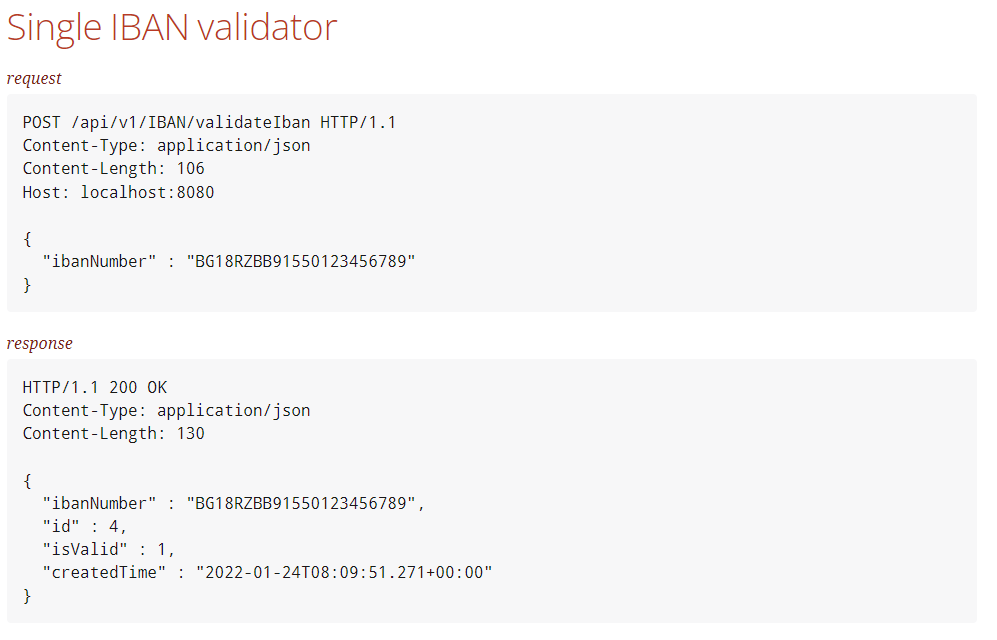 Single IBAN validator
request
POST /api/v1/IBAN/validateIban HTTP/1.1
Content-Type: application/json
Content-Length: 106
Host: localhost:8080
{
"ibanNumber" : "BG18RZBB91550123456789"
}
response
HTTP/1.1 200 OK
Content-Type: application/json
Content-Length: 130
{
"ibanNumber" : "BG18RZBB91550123456789",
"id" : 4,
"isValid" : 1,
"createdTime" : "2022-01-24T08:09:51.271+00:00"
}